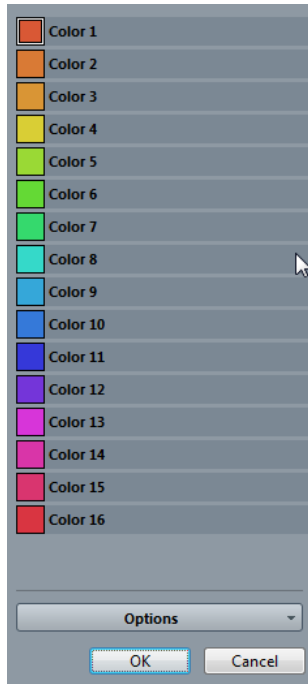 Color 1
Color 2
Color 3
Color 4
Color 5
Color 6
Color 7
Color 8
Color 9
Color 10
Color 11
Color 12
Color 13
Color 14
Color 15
Color 16
Options
OK Cancel